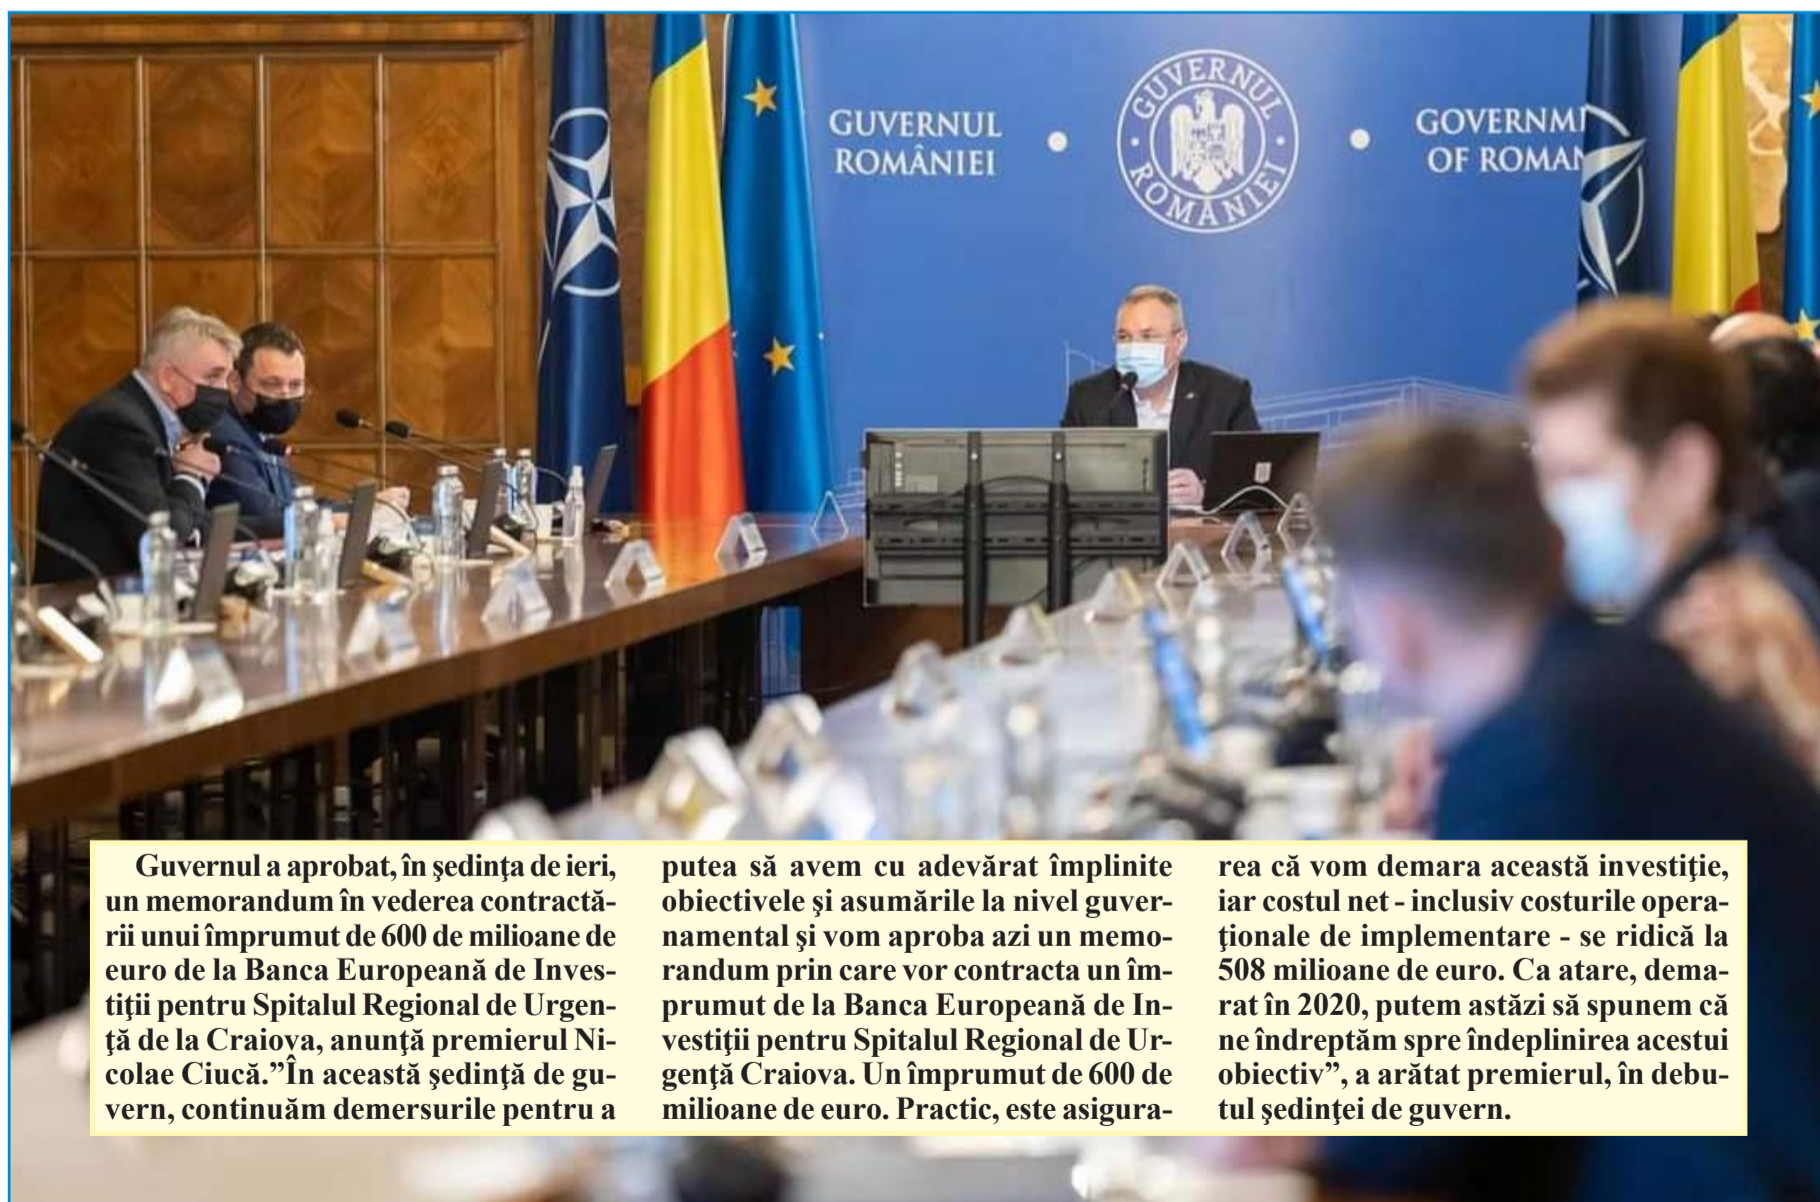 GUVERNUL
ROMÂNIEI
GUVERNUL
ROMÂNIEI
GOVERNM
OF ROMAN
Guvernul a aprobat, în şedinţa de ieri,
un memorandum în vederea contractă-
rii unui împrumut de 600 de milioane de
euro de la Banca Europeană de Inves-
tiţii pentru Spitalul Regional de Urgen-
ţă de la Craiova, anunţă premierul Ni-
colae Ciucă.”În această şedinţă de gu-
vern, continuăm demersurile pentru a
putea să avem cu adevărat împlinite
obiectivele şi asumările la nivel guver-
namental şi vom aproba azi un memo-
randum prin care vor contracta un îm-
prumut de la Banca Europeană de In-
vestiţii pentru Spitalul Regional de Ur-
genţă Craiova. Un împrumut de 600 de
milioane de euro. Practic, este asigura-
rea că vom demara această investiţie,
iar costul net - inclusiv costurile opera-
ţionale de implementare - se ridică la
508 milioane de euro. Ca atare, dema-
rat în 2020, putem astăzi să spunem că
ne îndreptăm spre îndeplinirea acestui
obiectiv”, a arătat premierul, în debu-
tul şedinţei de guvern.